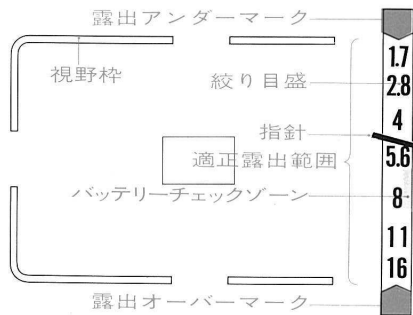 露出アンダーマーク
視野枠
絞り目盛
指針
適正露出範囲
バッテリーチェックゾーン
露出オーバーマーク
1.7
2.8
4
5.6
8
11
16